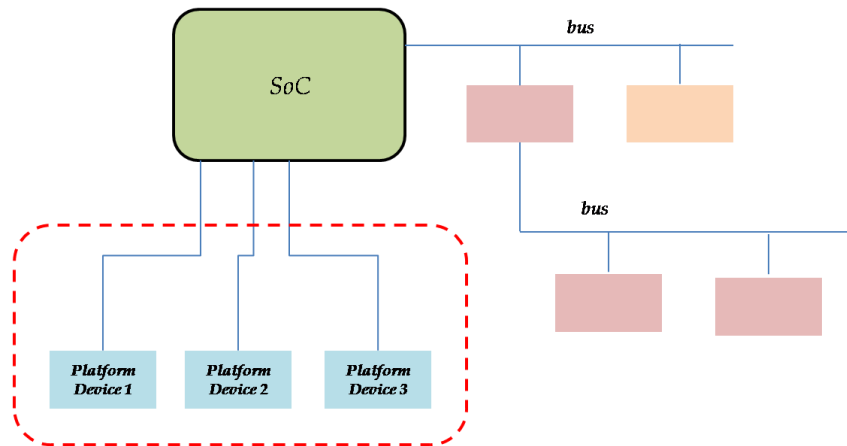 bus
SoC
bus
Platform
Device 1
Platform
Device 2
Platform
Device 3